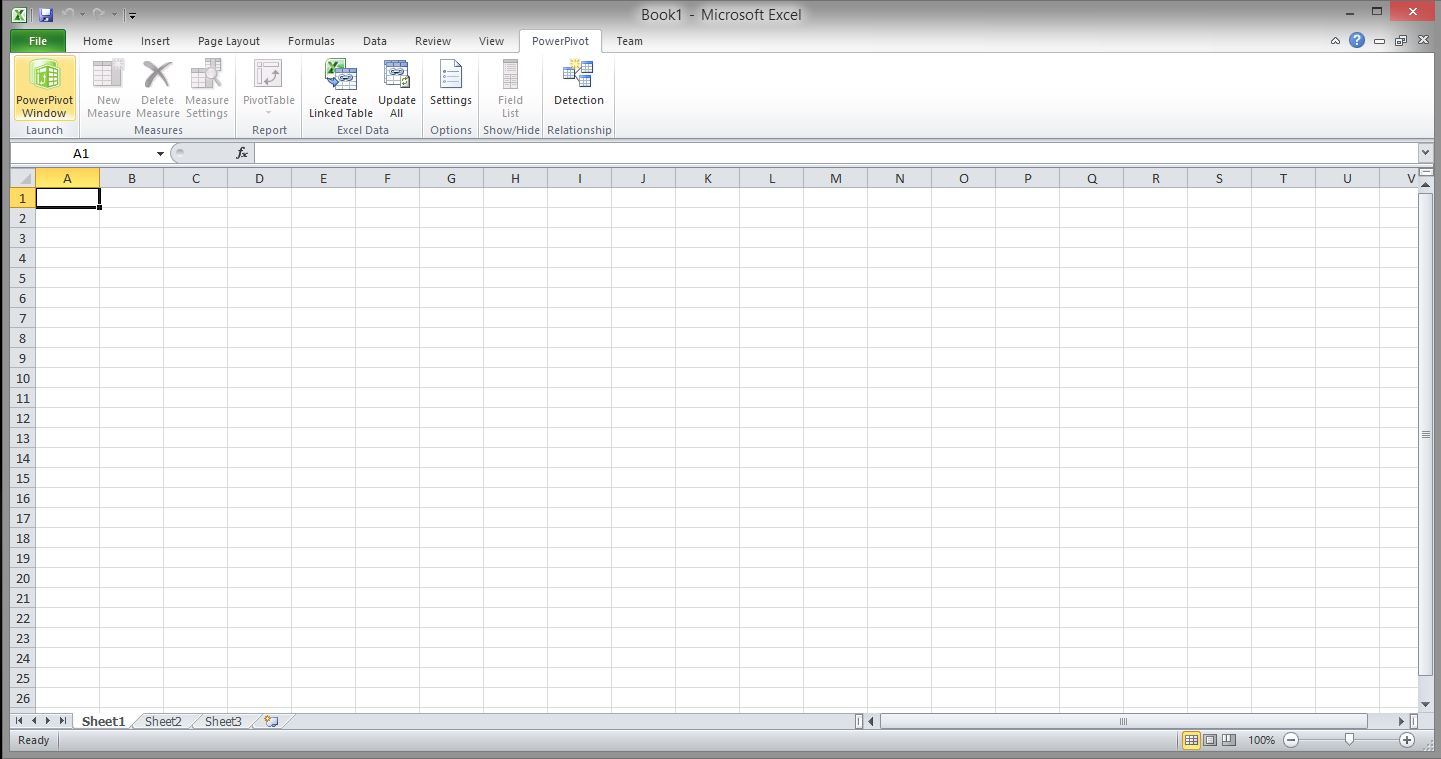 Book1 - Microsoft Excel
File Home Insert Page Layout Formulas Data Review View PowerPivot Team
PowerPivot Window
New Measure
Delete Measure
Measure Settings
PivotTable
Create Linked Table
Update All
Settings
Field List
Detection
Launch Measures Report Excel Data Options Show/Hide Relationship
A1 fx
A B C D E F G H I J K L M N O P Q R S T U V
1
2
3
4
5
6
7
8
9
10
11
12
13
14
15
16
17
18
19
20
21
22
23
24
25
26
Sheet1 Sheet2 Sheet3
Ready 100%